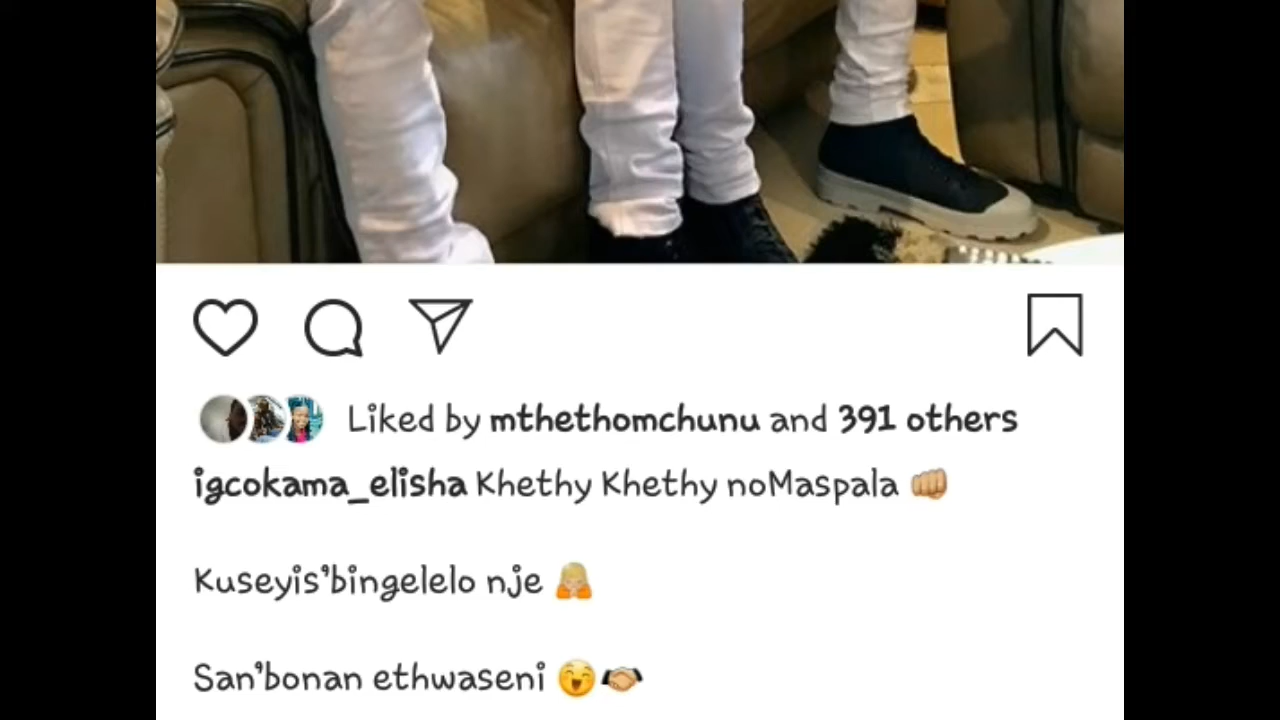 Liked by mthethomchunu and 391 others
igcokama_elisha Khethy Khethy noMaspala 👊🏼
Kuseyis'bingelelo nje 🙏🏼
San'bonan ethwaseni 😄🤝🏼